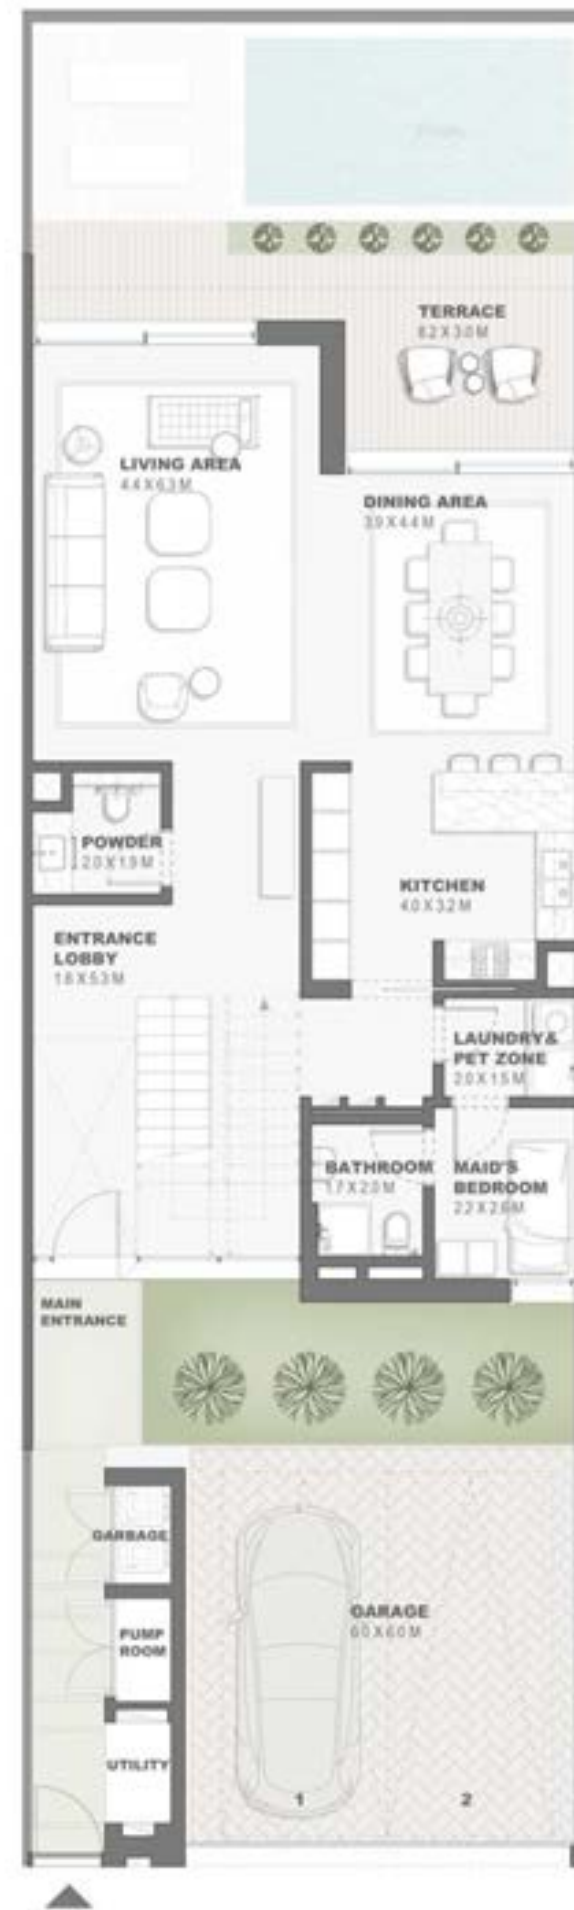 TERRACE
8.2 X 3.0 M
LIVING AREA
4.4 X 6.3 M
DINING AREA
3.9 X 4.4 M
POWDER
2.0 X 1.9 M
KITCHEN
4.0 X 3.2 M
ENTRANCE
LOBBY
1.6 X 5.3 M
LAUNDRY &
PET ZONE
2.0 X 1.5 M
BATHROOM
1.7 X 2.0 M
MAID'S
BEDROOM
2.2 X 2.6 M
MAIN
ENTRANCE
GARBAGE
PUMP
ROOM
GARAGE
6.0 X 6.0 M
UTILITY
1
2